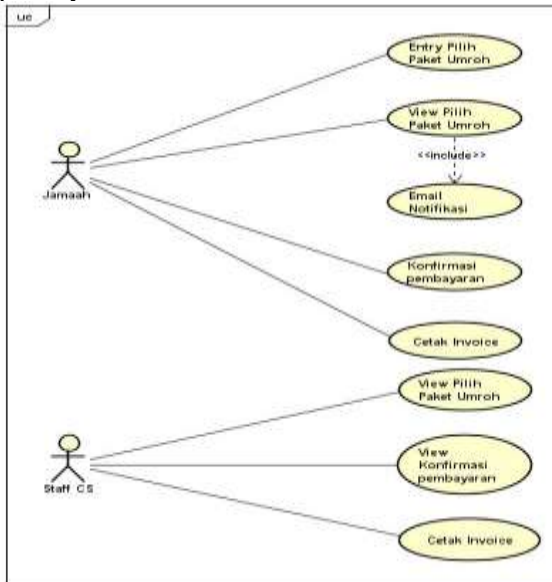 uc
Entry Pilih
Paket Umroh
View Pilih
Paket Umroh
<<include>>
Jamaah
Email
Notifikasi
Konfirmasi
pembayaran
Cetak Invoice
View Pilih
Paket Umroh
View
Konfirmasi
pembayaran
Staff CS
Cetak Invoice